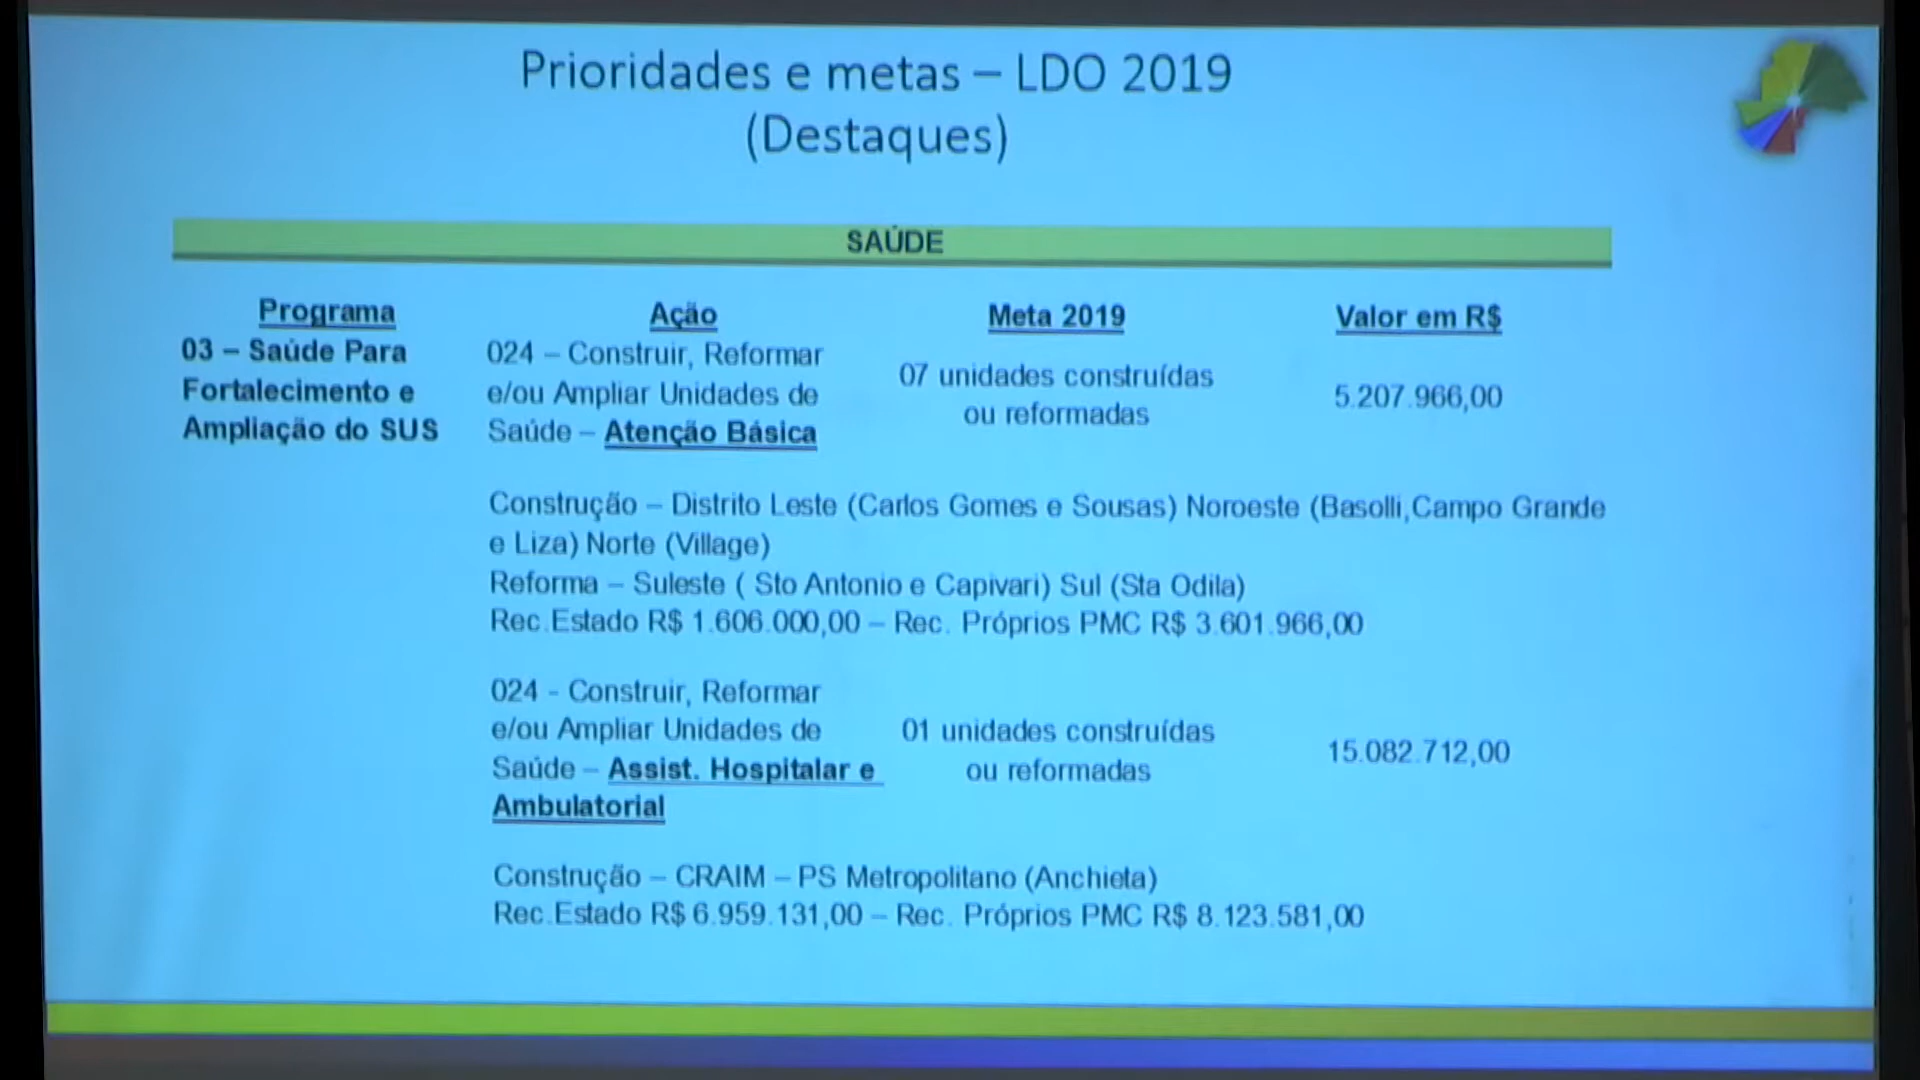 Prioridades e metas – LDO 2019
(Destaques)
SAÚDE
Programa Ação Meta 2019 Valor em R$
03 – Saúde Para
Fortalecimento e
Ampliação do SUS
024 – Construir, Reformar
e/ou Ampliar Unidades de
Saúde – Atenção Básica
07 unidades construídas
ou reformadas
5.207.966,00
Construção – Distrito Leste (Carlos Gomes e Sousas) Noroeste (Basolli,Campo Grande
e Liza) Norte (Village)
Reforma – Suleste ( Sto Antonio e Capivari) Sul (Sta Odila)
Rec.Estado R$ 1.606.000,00 – Rec. Próprios PMC R$ 3.601.966,00
024 - Construir, Reformar
e/ou Ampliar Unidades de
Saúde – Assist. Hospitalar e
Ambulatorial
01 unidades construídas
ou reformadas
15.082.712,00
Construção – CRAIM – PS Metropolitano (Anchieta)
Rec.Estado R$ 6.959.131,00 – Rec. Próprios PMC R$ 8.123.581,00